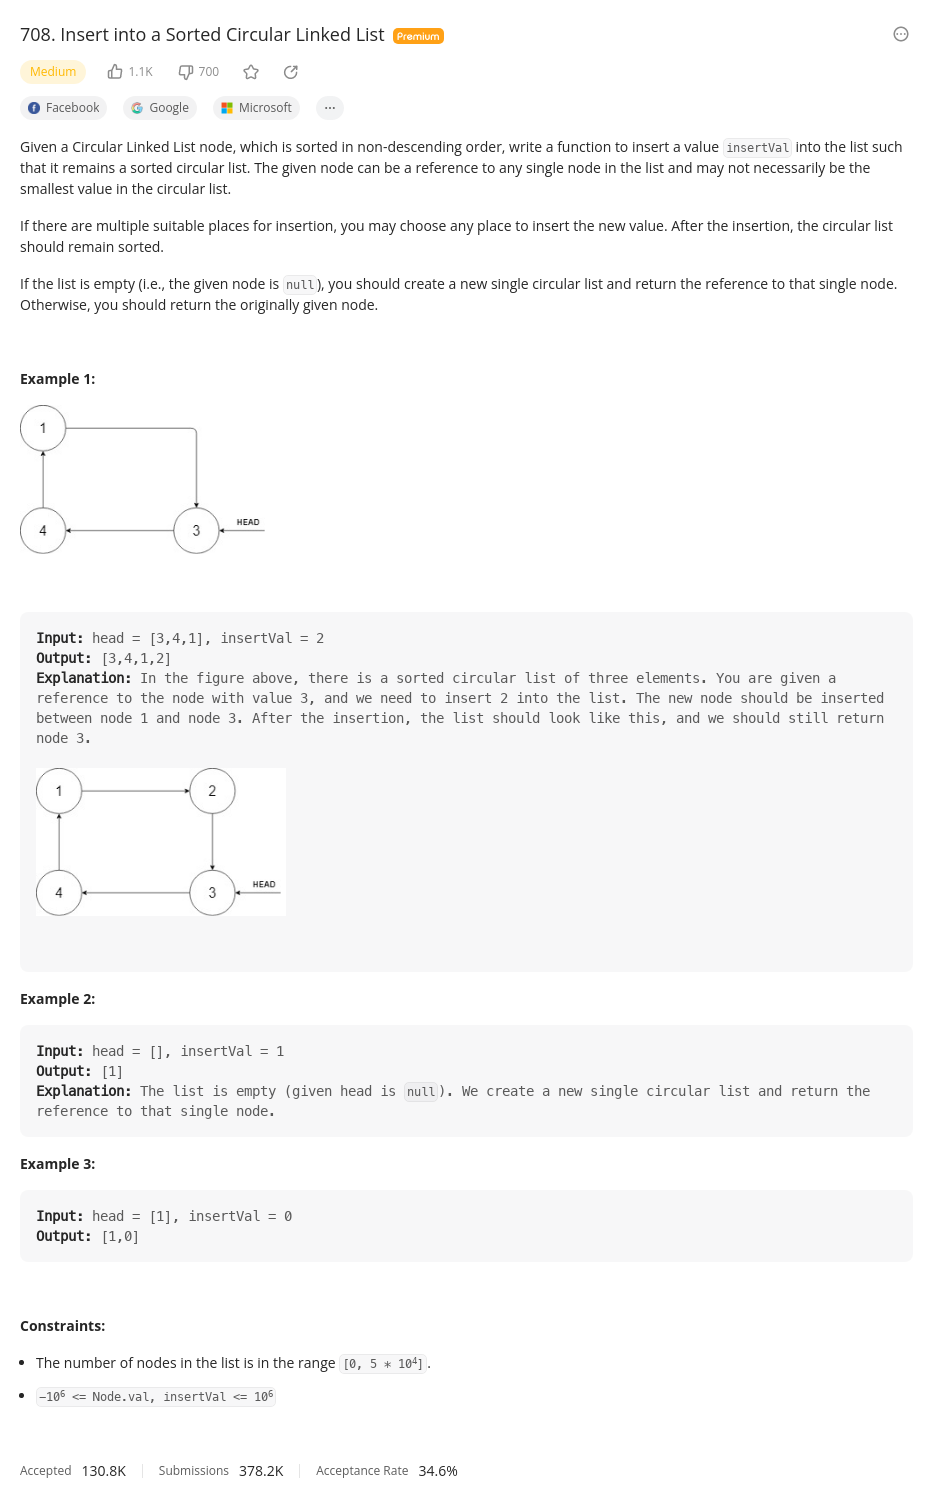 708. Insert into a Sorted Circular Linked List Premium
Medium 1.1K 700
Facebook Google Microsoft ...
Given a Circular Linked List node, which is sorted in non-descending order, write a function to insert a value insertVal into the list such
that it remains a sorted circular list. The given node can be a reference to any single node in the list and may not necessarily be the
smallest value in the circular list.
If there are multiple suitable places for insertion, you may choose any place to insert the new value. After the insertion, the circular list
should remain sorted.
If the list is empty (i.e., the given node is null), you should create a new single circular list and return the reference to that single node.
Otherwise, you should return the originally given node.
Example 1:
1
4 3 HEAD
Input: head = [3,4,1], insertVal = 2
Output: [3,4,1,2]
Explanation: In the figure above, there is a sorted circular list of three elements. You are given a
reference to the node with value 3, and we need to insert 2 into the list. The new node should be inserted
between node 1 and node 3. After the insertion, the list should look like this, and we should still return
node 3.
1 2
4 3 HEAD
Example 2:
Input: head = [], insertVal = 1
Output: [1]
Explanation: The list is empty (given head is null). We create a new single circular list and return the
reference to that single node.
Example 3:
Input: head = [1], insertVal = 0
Output: [1,0]
Constraints:
• The number of nodes in the list is in the range [0, 5 * 10⁴].
• −10⁶ <= Node.val, insertVal <= 10⁶
Accepted 130.8K Submissions 378.2K Acceptance Rate 34.6%